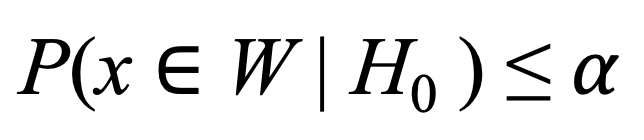 P(x ∈ W | H₀ ) ≤ α